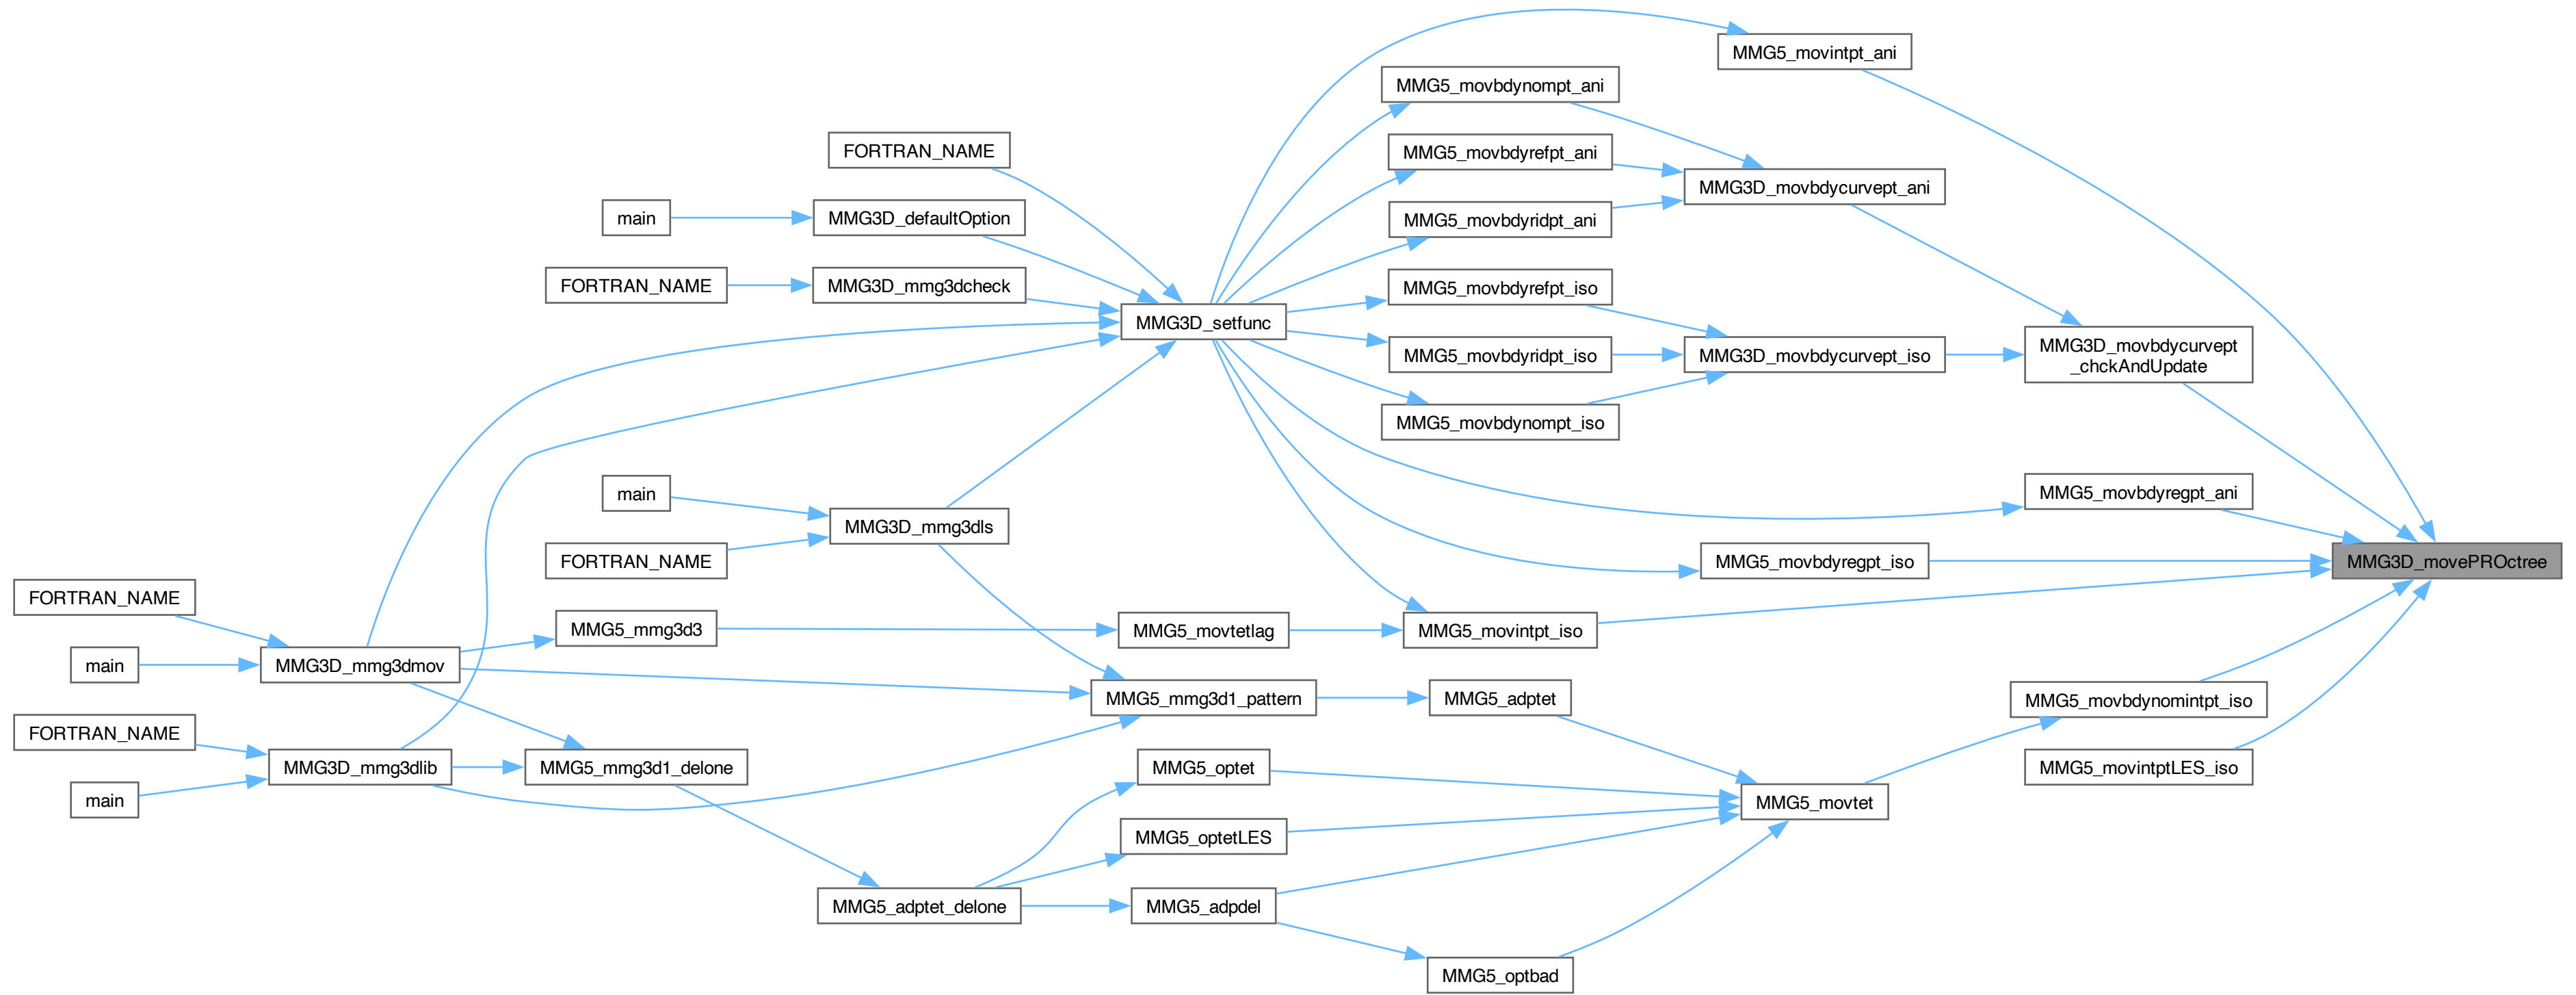 MMG5_movintpt_ani
MMG5_movbdynompt_ani
FORTRAN_NAME
MMG5_movbdyrefpt_ani
MMG3D_movbdycurvept_ani
main
MMG3D_defaultOption
MMG5_movbdyridpt_ani
FORTRAN_NAME
MMG3D_mmg3dcheck
MMG5_movbdyrefpt_iso
MMG3D_setfunc
MMG5_movbdyridpt_iso
MMG3D_movbdycurvept_iso
MMG3D_movbdycurvept
_chckAndUpdate
MMG5_movbdynompt_iso
main
MMG5_movbdyregpt_ani
MMG3D_mmg3dls
FORTRAN_NAME
MMG5_movbdyregpt_iso
MMG3D_movePROctree
FORTRAN_NAME
MMG5_mmg3d3
MMG5_movtetlag
MMG5_movintpt_iso
main
MMG3D_mmg3dmov
MMG5_mmg3d1_pattern
MMG5_adptet
MMG5_movbdynomintpt_iso
FORTRAN_NAME
MMG3D_mmg3dlib
MMG5_mmg3d1_delone
MMG5_optet
MMG5_movintptLES_iso
main
MMG5_movtet
MMG5_optetLES
MMG5_adptet_delone
MMG5_adpdel
MMG5_optbad